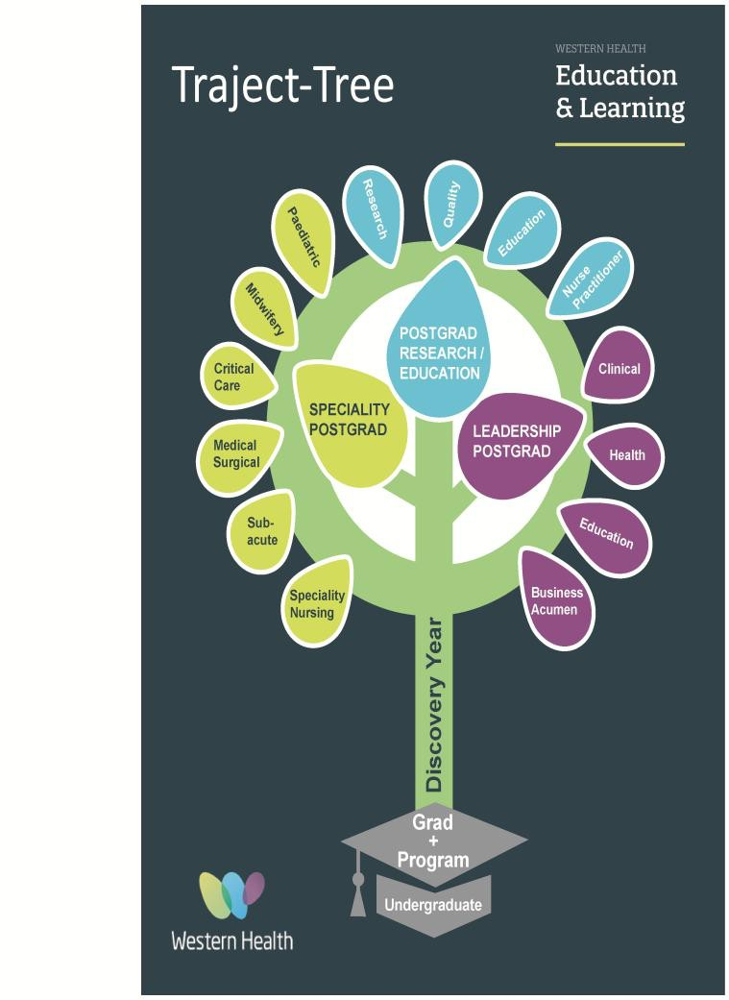 WESTERN HEALTH
Traject-Tree
Education
& Learning
Paediatric
Research
Quality
Education
Nurse
Practitioner
Midwifery
Critical
Care
Medical
Surgical
Sub-
acute
Speciality
Nursing
POSTGRAD
RESEARCH /
EDUCATION
SPECIALITY
POSTGRAD
LEADERSHIP
POSTGRAD
Clinical
Health
Education
Business
Acumen
Discovery Year
Grad
+
Program
Undergraduate
Western Health